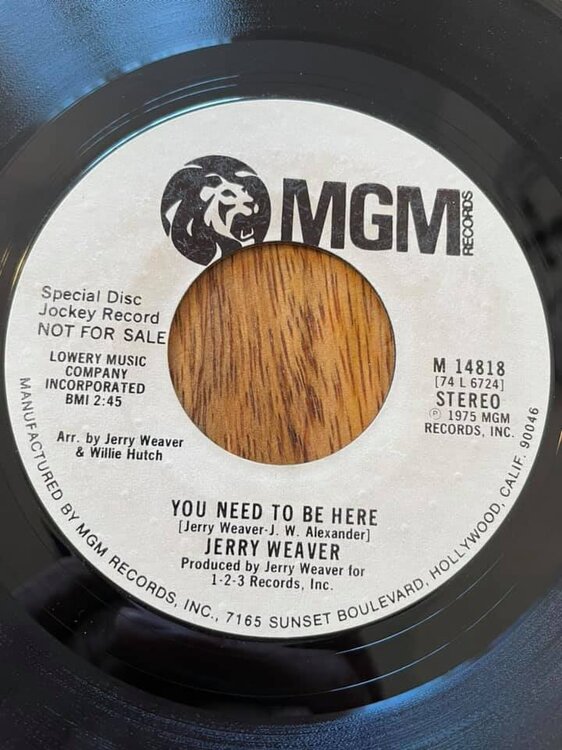 MGM
RECORDS
Special Disc
Jockey Record
NOT FOR SALE
LOWERY MUSIC
COMPANY
INCORPORATED
BMI 2:45
Arr. by Jerry Weaver
& Willie Hutch
M 14818
[74 L 6724]
STEREO
Ⓟ 1975 MGM
RECORDS, INC.
YOU NEED TO BE HERE
[Jerry Weaver-J. W. Alexander]
JERRY WEAVER
Produced by Jerry Weaver for
1-2-3 Records, Inc.
MANUFACTURED BY MGM RECORDS, INC., 7165 SUNSET BOULEVARD, HOLLYWOOD, CALIF. 90046